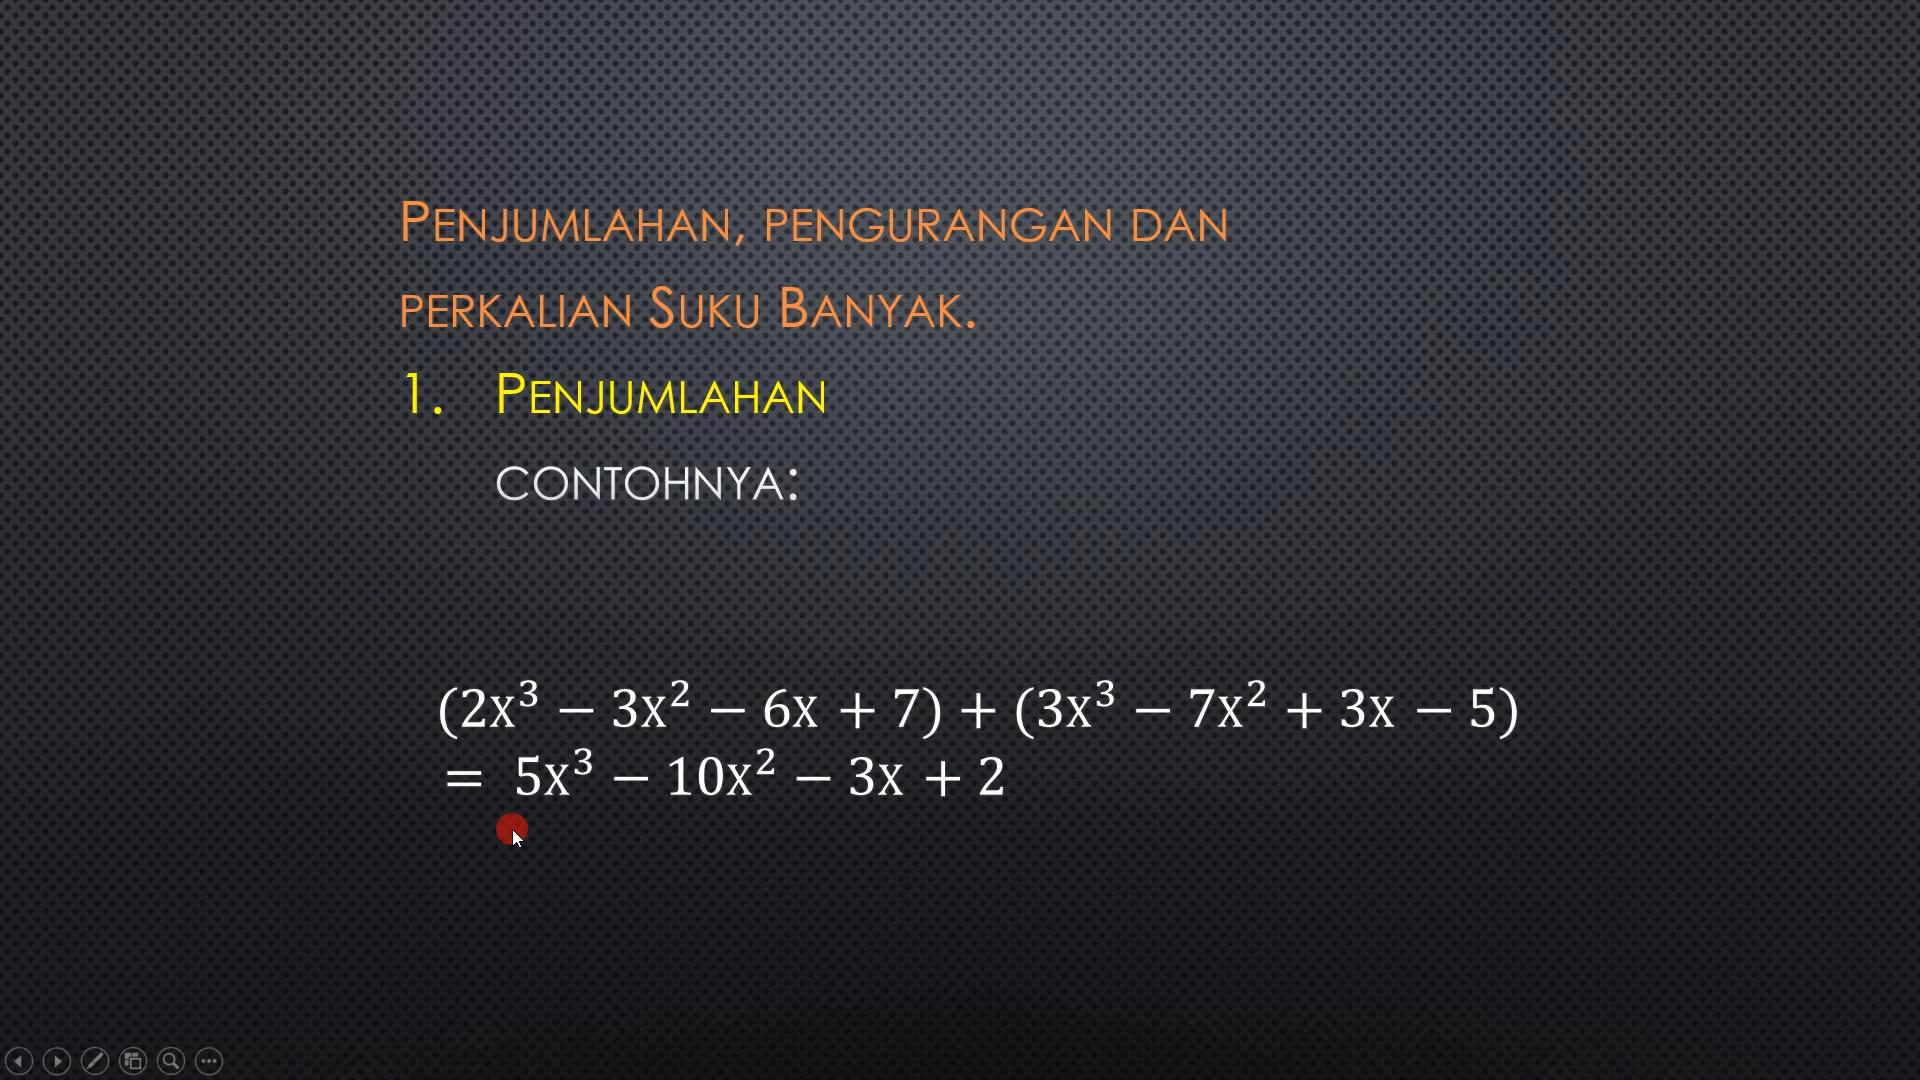 Penjumlahan, pengurangan dan
perkalian Suku Banyak.
1. Penjumlahan
contohnya:
(2x³ − 3x² − 6x + 7) + (3x³ − 7x² + 3x − 5)
= 5x³ − 10x² − 3x + 2